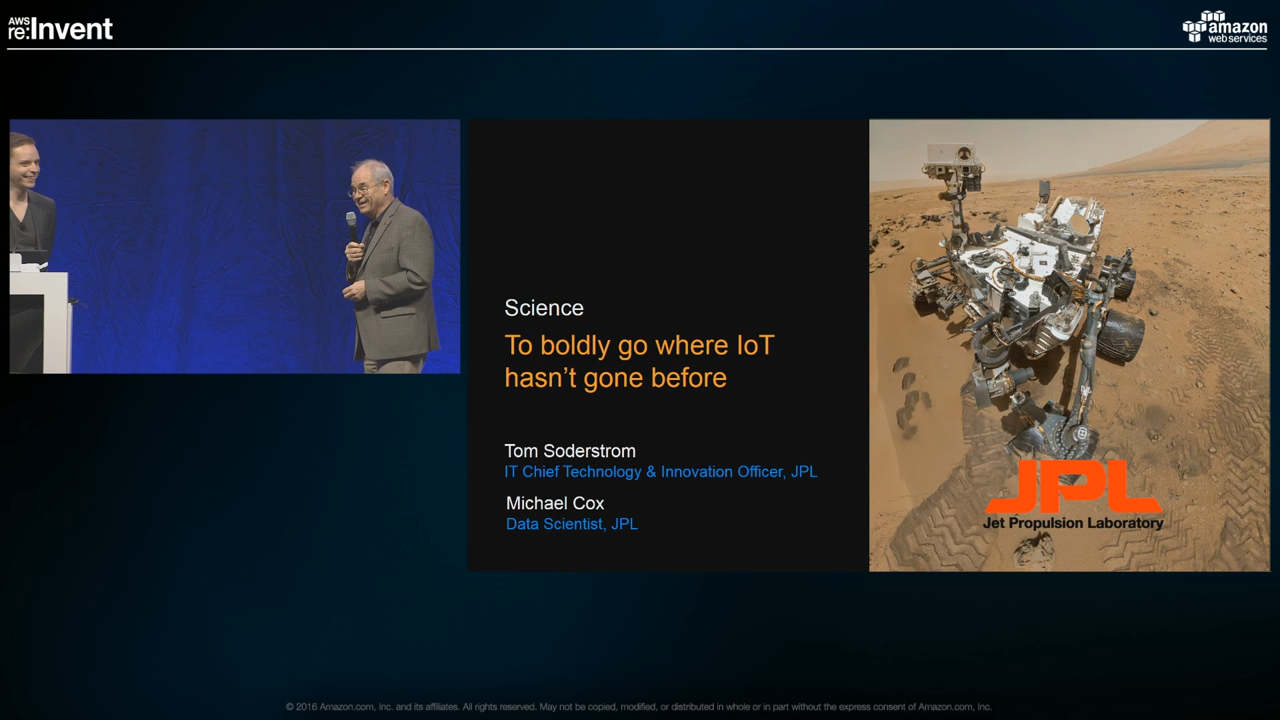 AWS
re:Invent
amazon
web services
Science
To boldly go where IoT
hasn't gone before
Tom Soderstrom
IT Chief Technology & Innovation Officer, JPL
Michael Cox
Data Scientist, JPL
JPL
Jet Propulsion Laboratory
© 2016 Amazon.com, Inc. and its affiliates. All rights reserved. May not be copied, modified, or distributed in whole or in part without the express consent of Amazon.com, Inc.